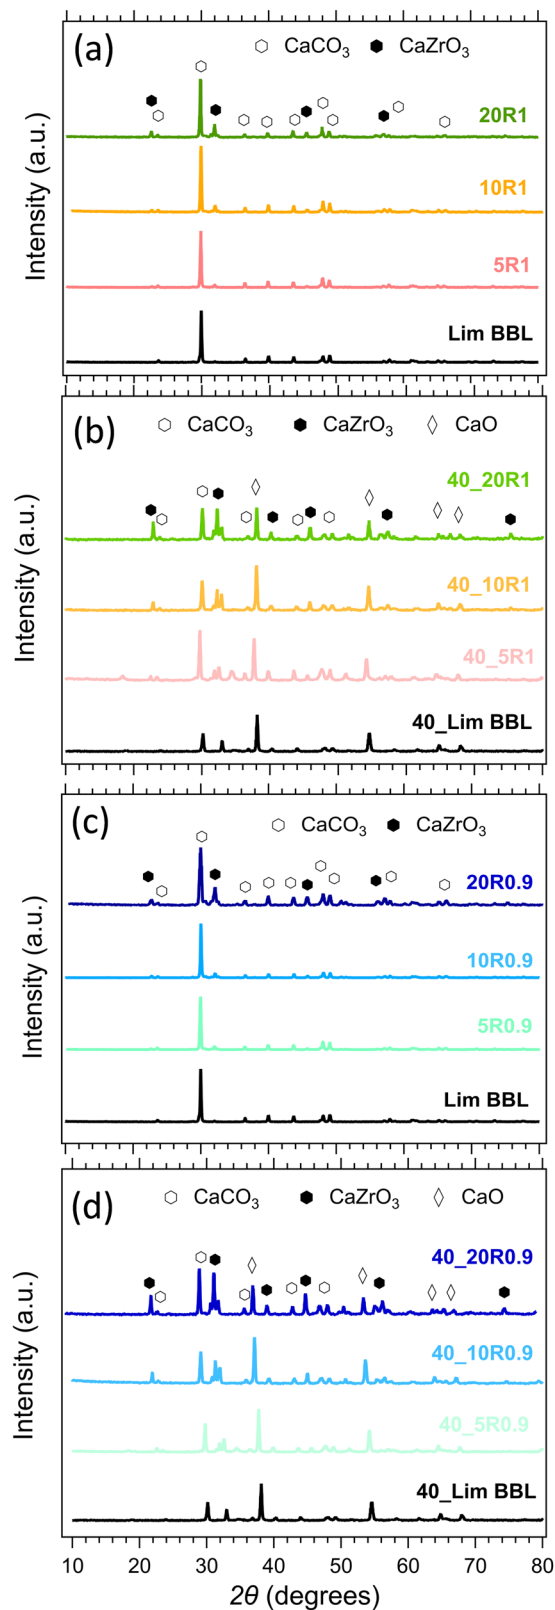 (a)
CaCO₃ CaZrO₃
20R1
10R1
5R1
Lim BBL
Intensity (a.u.)
(b)
CaCO₃ CaZrO₃ CaO
40_20R1
40_10R1
40_5R1
40_Lim BBL
Intensity (a.u.)
(c)
CaCO₃ CaZrO₃
20R0.9
10R0.9
5R0.9
Lim BBL
Intensity (a.u.)
(d)
CaCO₃ CaZrO₃ CaO
40_20R0.9
40_10R0.9
40_5R0.9
40_Lim BBL
Intensity (a.u.)
10 20 30 40 50 60 70 80
2θ (degrees)